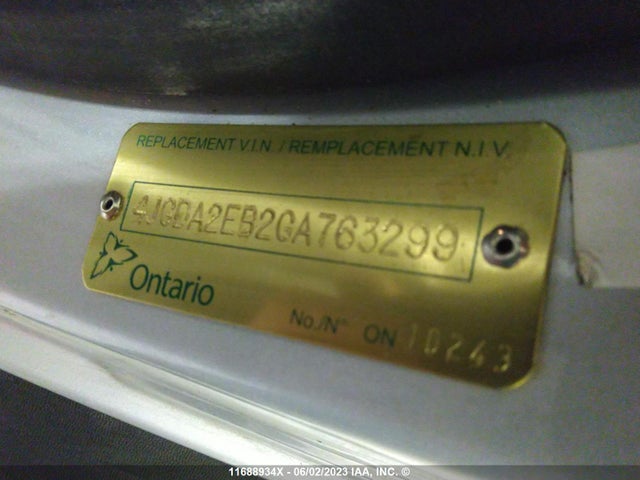 REPLACEMENT V.I.N. / REMPLACEMENT N.I.V.
4JGDA2EB2GA763299
Ontario
No./N° ON 10243
11688934X - 06/02/2023 IAA, INC. ©